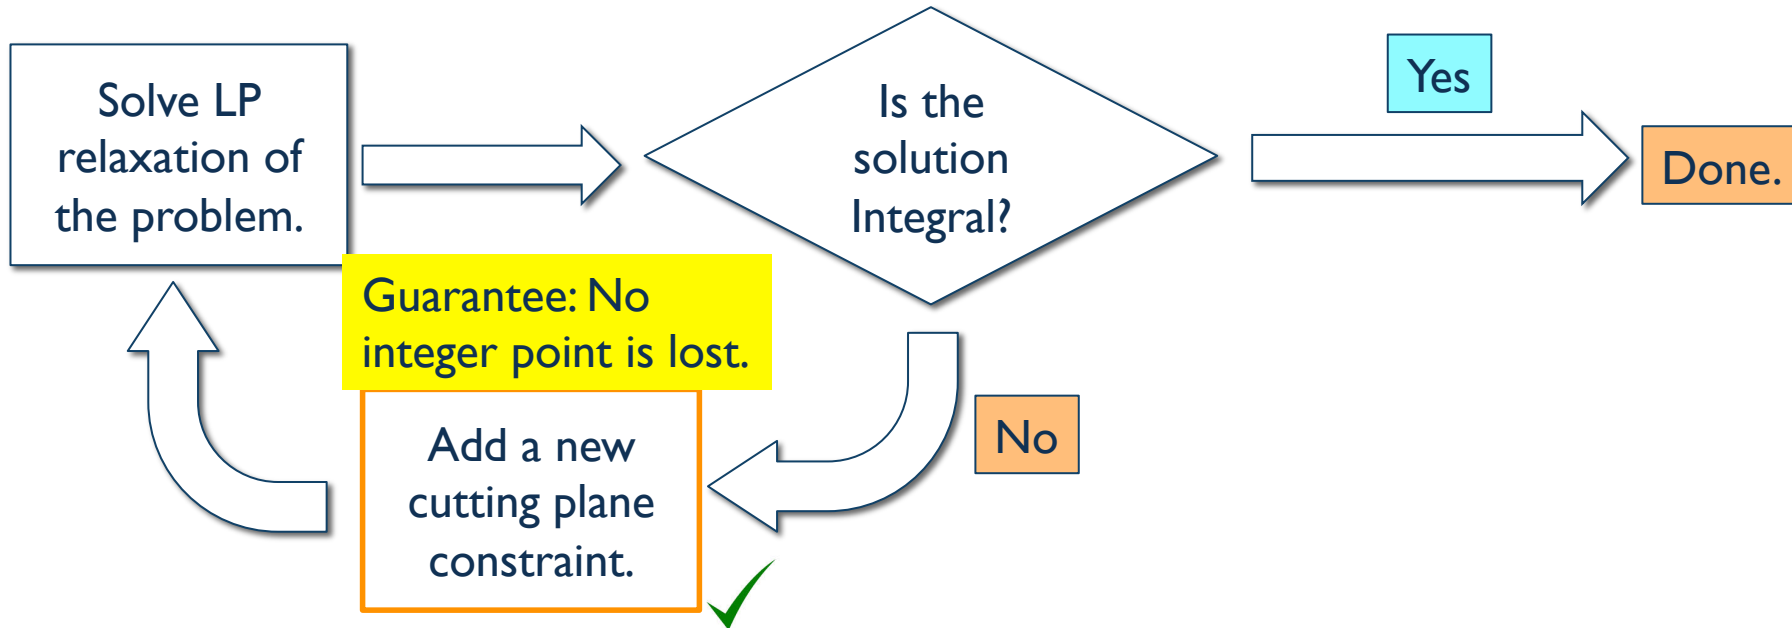 Solve LP
relaxation of
the problem.
Is the
solution
Integral?
Yes
Done.
Guarantee: No
integer point is lost.
No
Add a new
cutting plane
constraint.